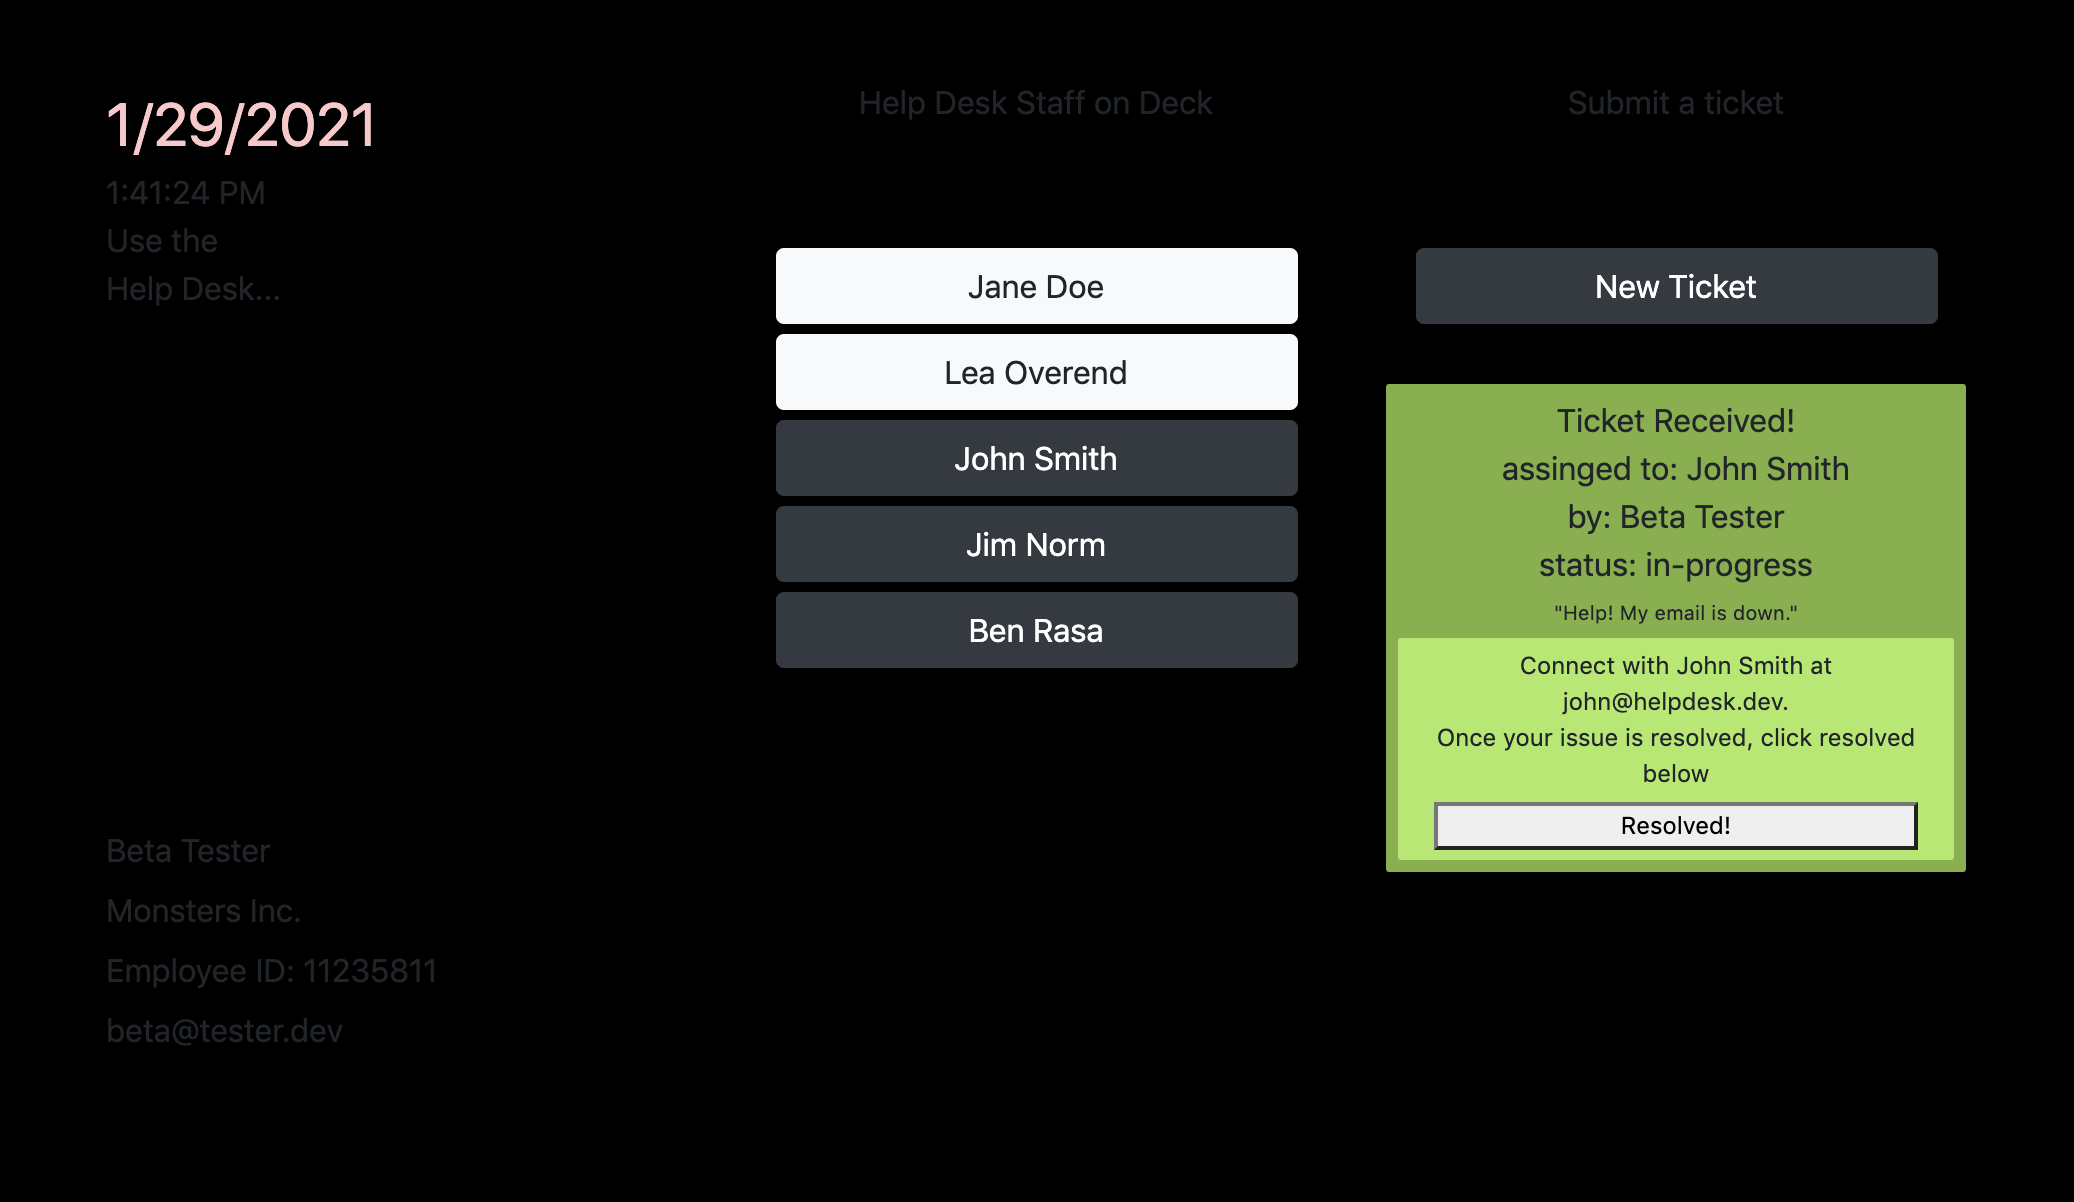 1/29/2021
1:41:24 PM
Use the
Help Desk...
Beta Tester
Monsters Inc.
Employee ID: 11235811
beta@tester.dev
Help Desk Staff on Deck
Jane Doe
Lea Overend
John Smith
Jim Norm
Ben Rasa
Submit a ticket
New Ticket
Ticket Received!
assinged to: John Smith
by: Beta Tester
status: in-progress
"Help! My email is down."
Connect with John Smith at
john@helpdesk.dev.
Once your issue is resolved, click resolved
below
Resolved!